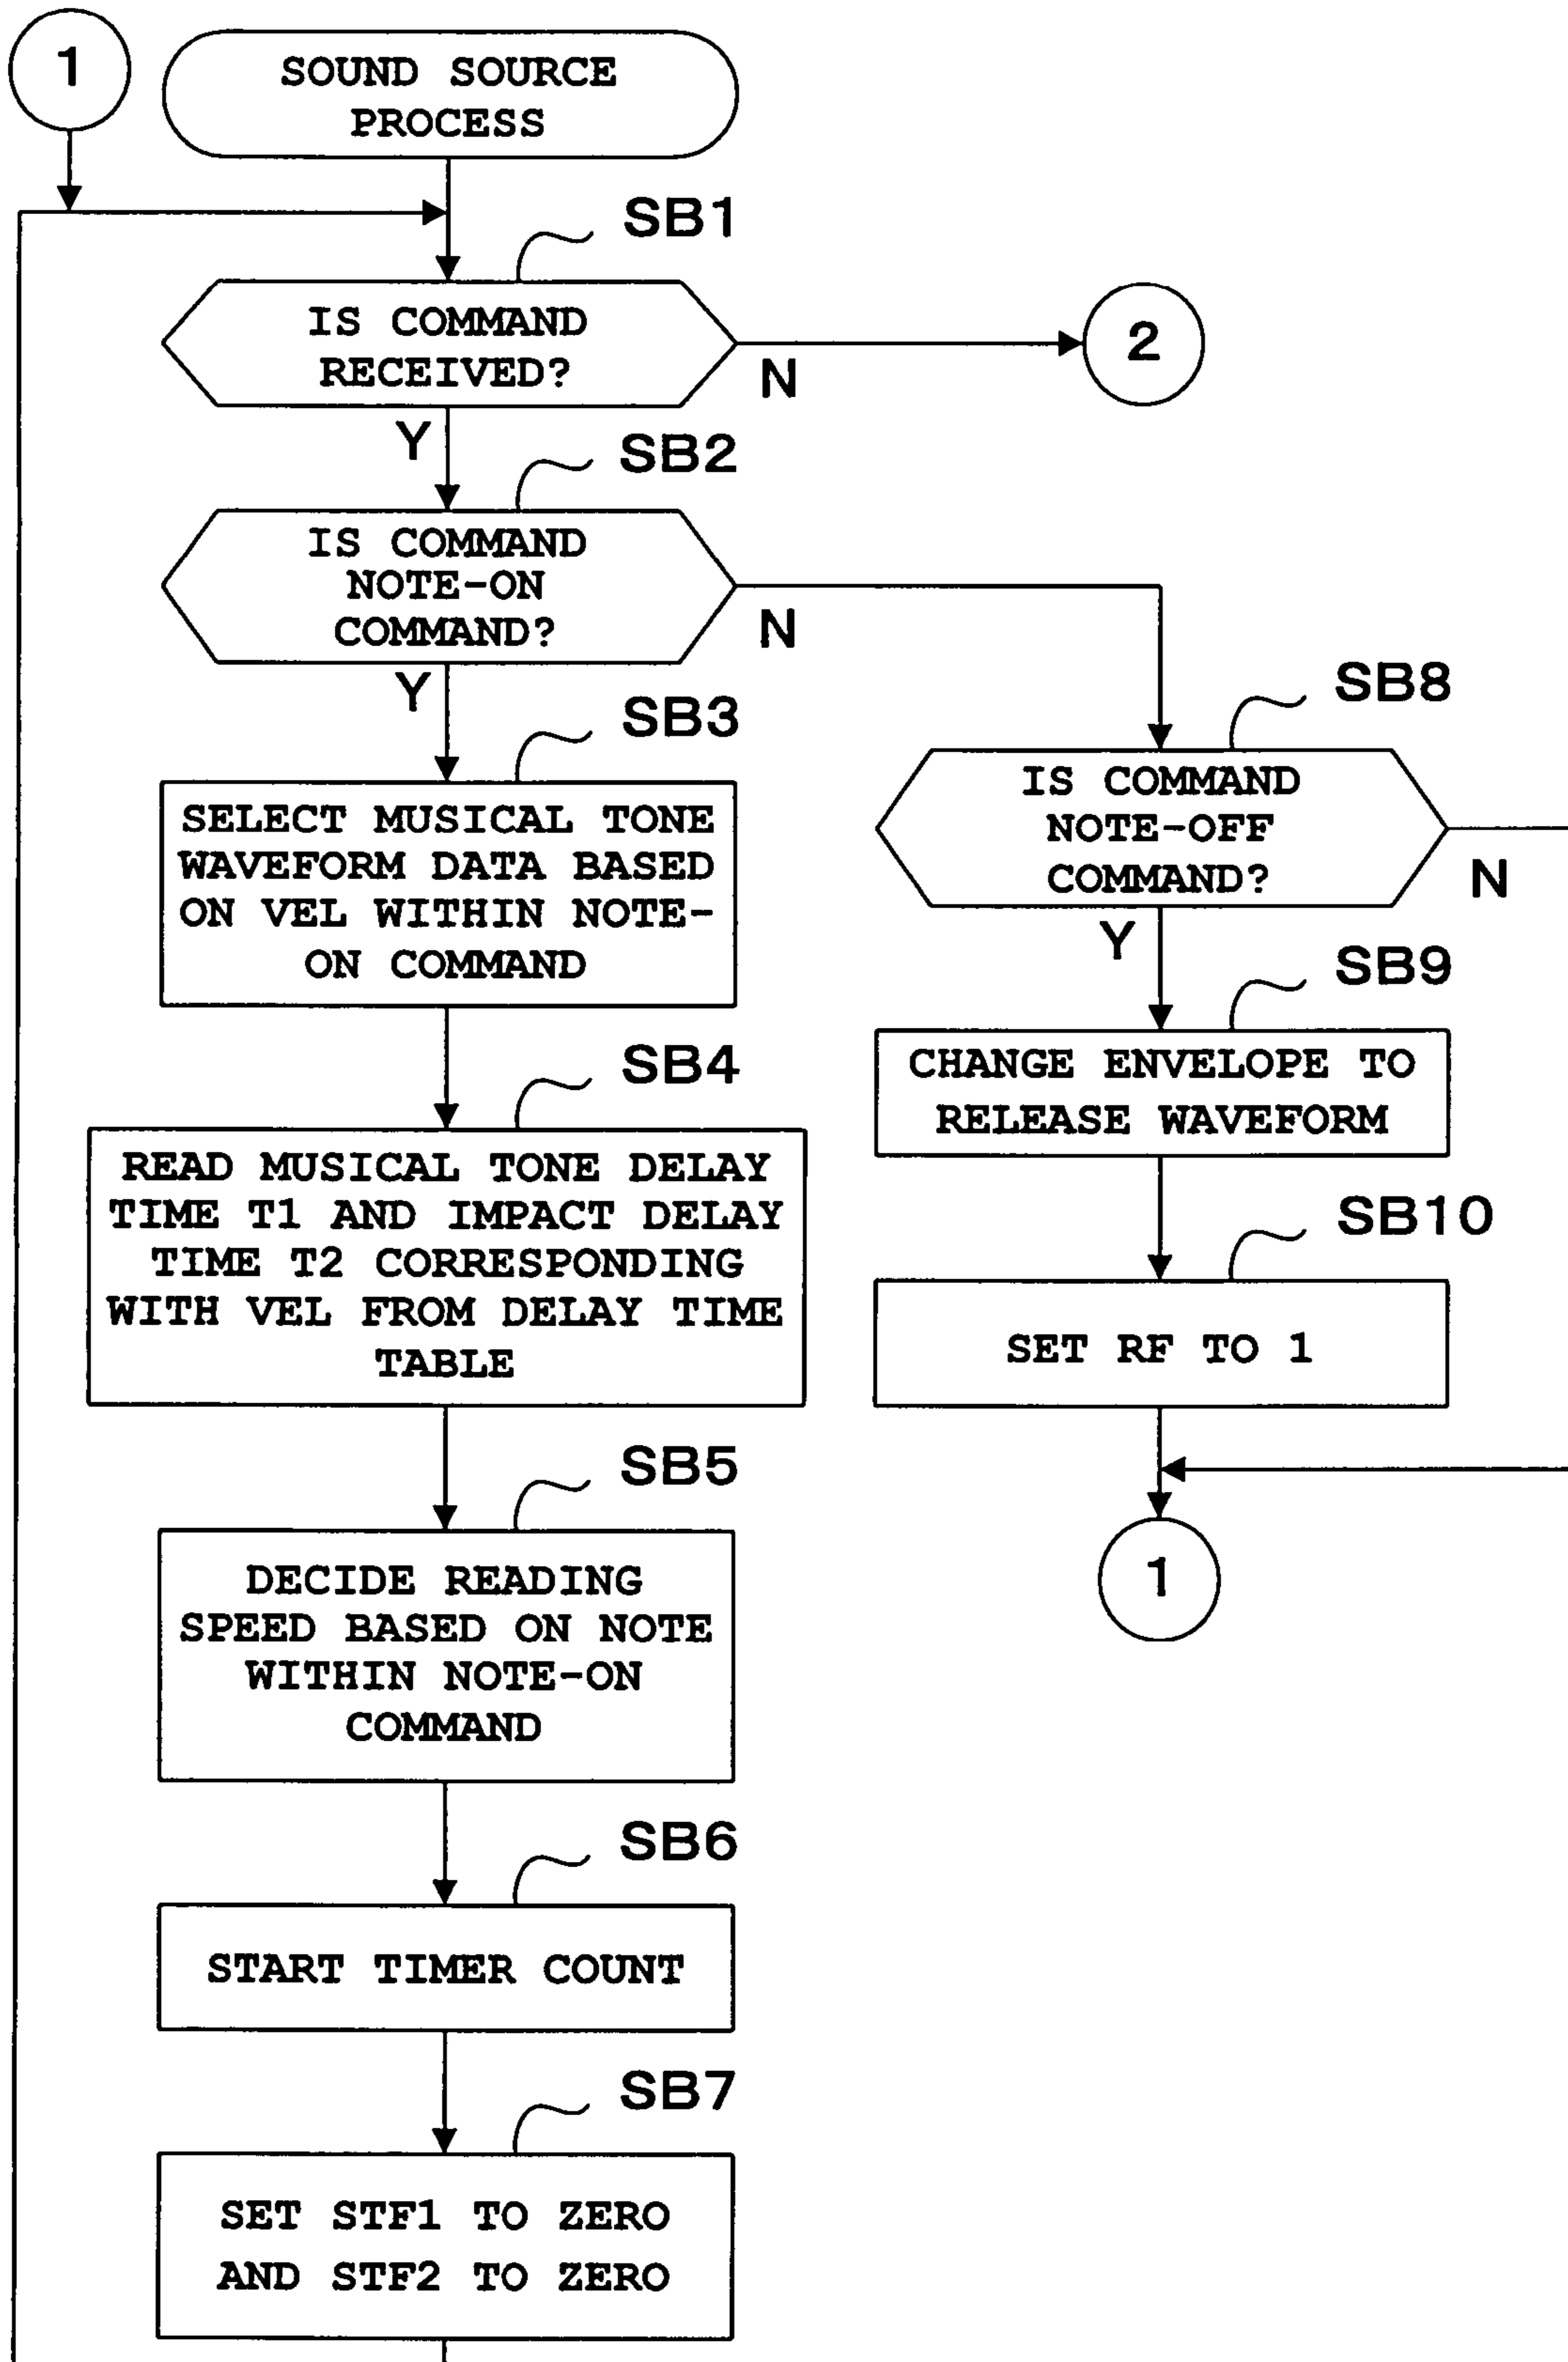 1
SOUND SOURCE
PROCESS
SB1
IS COMMAND
RECEIVED?
N
2
Y
SB2
IS COMMAND
NOTE-ON
COMMAND?
N
Y
SB3
SELECT MUSICAL TONE
WAVEFORM DATA BASED
ON VEL WITHIN NOTE-
ON COMMAND
SB4
READ MUSICAL TONE DELAY
TIME T1 AND IMPACT DELAY
TIME T2 CORRESPONDING
WITH VEL FROM DELAY TIME
TABLE
SB5
DECIDE READING
SPEED BASED ON NOTE
WITHIN NOTE-ON
COMMAND
SB6
START TIMER COUNT
SB7
SET STF1 TO ZERO
AND STF2 TO ZERO
SB8
IS COMMAND
NOTE-OFF
COMMAND?
N
Y
SB9
CHANGE ENVELOPE TO
RELEASE WAVEFORM
SB10
SET RF TO 1
1